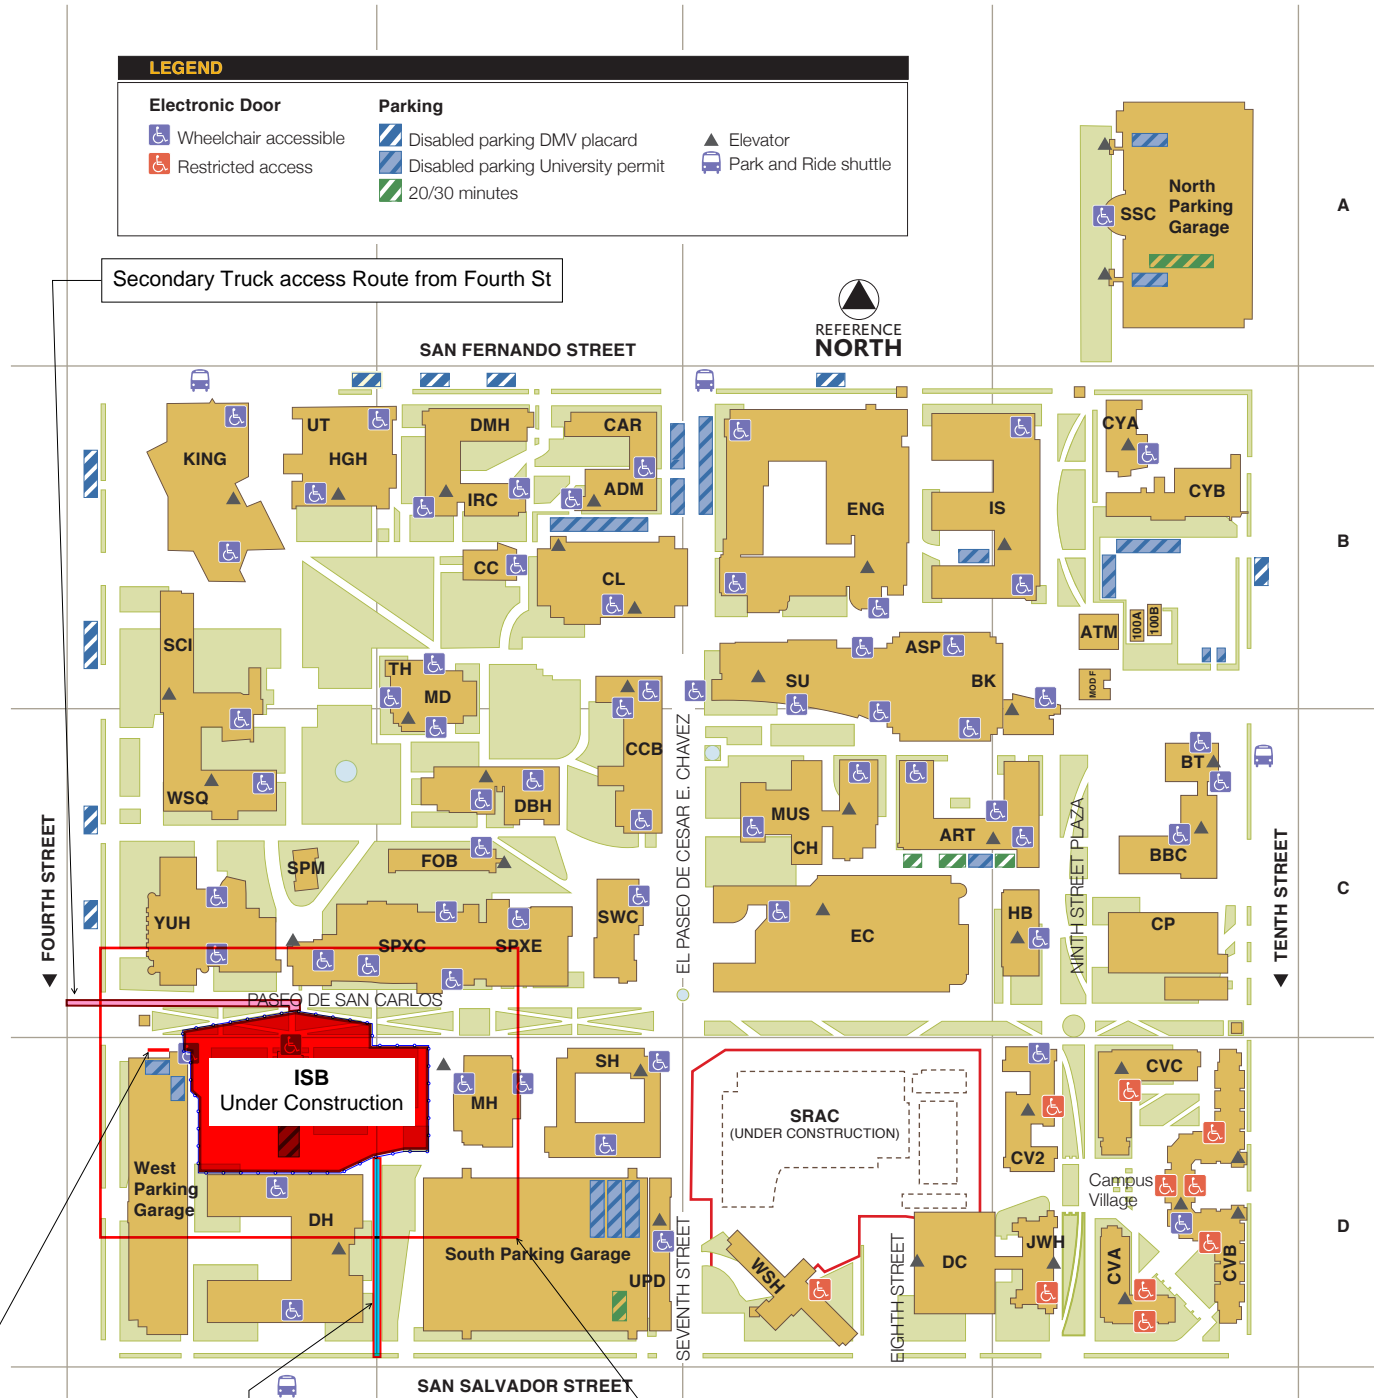 LEGEND
Electronic Door
Wheelchair accessible
Restricted access
Parking
Disabled parking DMV placard
Disabled parking University permit
20/30 minutes
Elevator
Park and Ride shuttle
SSC
North
Parking
Garage
A
Secondary Truck access Route from Fourth St
REFERENCE
NORTH
SAN FERNANDO STREET
KING
UT
HGH
DMH
IRC
CAR
ADM
CC
CL
ENG
IS
CYA
CYB
B
SCI
TH
MD
SU
ASP
BK
ATM
100A
100B
MOD F
CCB
WSQ
DBH
MUS
CH
ART
BT
BBC
FOURTH STREET
EL PASEO DE CESAR E. CHAVEZ
NINTH STREET PLAZA
TENTH STREET
SPM
FOB
YUH
SPXC
SPXE
SWC
EC
HB
CP
C
PASEO DE SAN CARLOS
ISB
Under Construction
MH
SH
SRAC
(UNDER CONSTRUCTION)
CV2
CVC
Campus
Village
West
Parking
Garage
DH
South Parking Garage
UPD
SEVENTH STREET
WSH
EIGHTH STREET
DC
JWH
CVA
CVB
D
SAN SALVADOR STREET